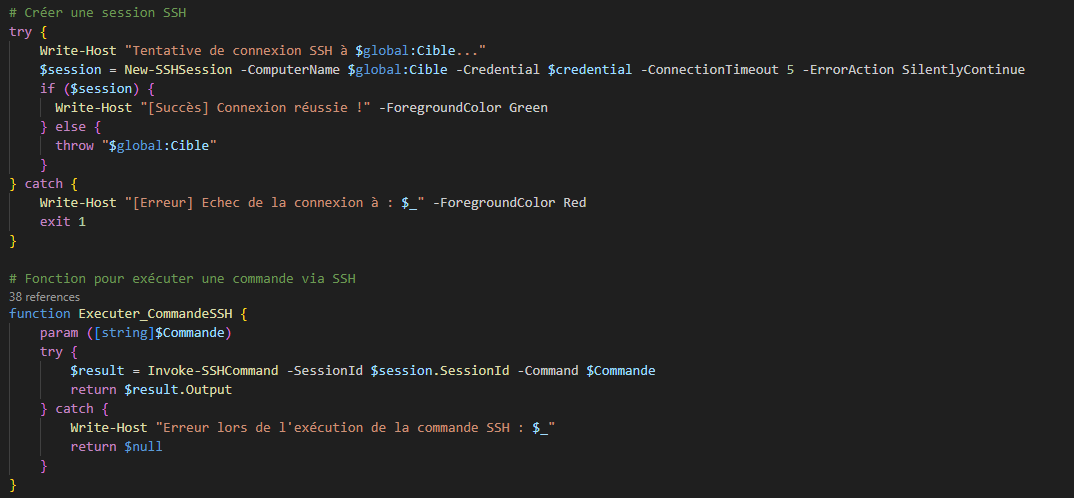 # Créer une session SSH
try {
    Write-Host "Tentative de connexion SSH à $global:Cible..."
    $session = New-SSHSession -ComputerName $global:Cible -Credential $credential -ConnectionTimeout 5 -ErrorAction SilentlyContinue
    if ($session) {
      Write-Host "[Succès] Connexion réussie !" -ForegroundColor Green
    } else {
      throw "$global:Cible"
    }
} catch {
    Write-Host "[Erreur] Echec de la connexion à : $_" -ForegroundColor Red
    exit 1
}

# Fonction pour exécuter une commande via SSH
38 references
function Executer_CommandeSSH {
    param ([string]$Commande)
    try {
        $result = Invoke-SSHCommand -SessionId $session.SessionId -Command $Commande
        return $result.Output
    } catch {
        Write-Host "Erreur lors de l'exécution de la commande SSH : $_"
        return $null
    }
}